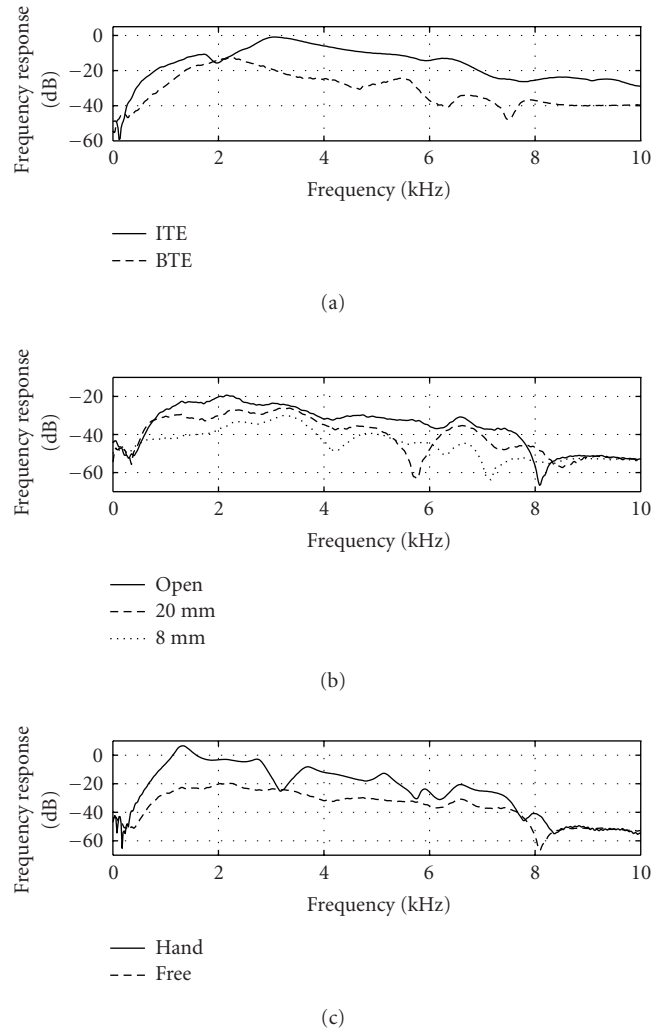 Frequency response
(dB)
0
−20
−40
−60
0 2 4 6 8 10
Frequency (kHz)
ITE
BTE
(a)
Frequency response
(dB)
−20
−40
−60
0 2 4 6 8 10
Frequency (kHz)
Open
20 mm
8 mm
(b)
Frequency response
(dB)
0
−20
−40
−60
0 2 4 6 8 10
Frequency (kHz)
Hand
Free
(c)